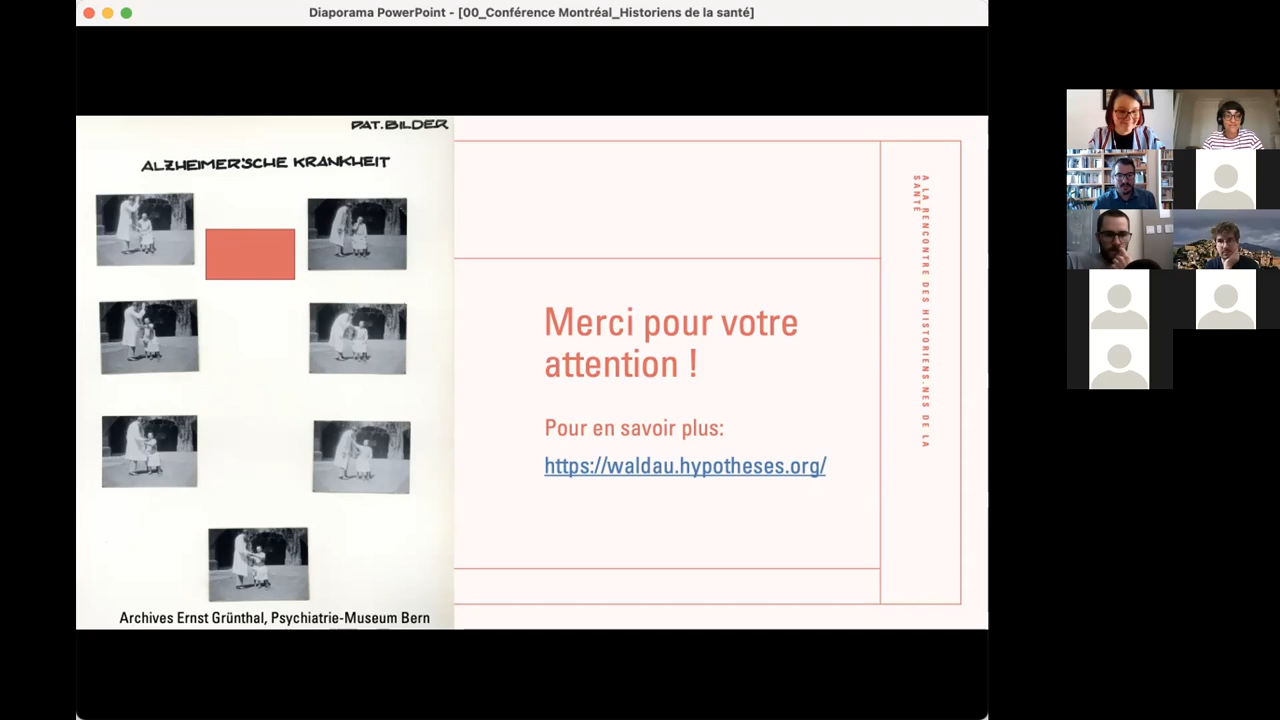 Diaporama PowerPoint - [00_Conférence Montréal_Historiens de la santé]
PAT. BILDER
ALZHEIMER'SCHE KRANKHEIT
Archives Ernst Grünthal, Psychiatrie-Museum Bern
Merci pour votre
attention !
Pour en savoir plus:
https://waldau.hypotheses.org/
A LA RENCONTRE DES HISTORIENS.NES DE LA
SANTÉ